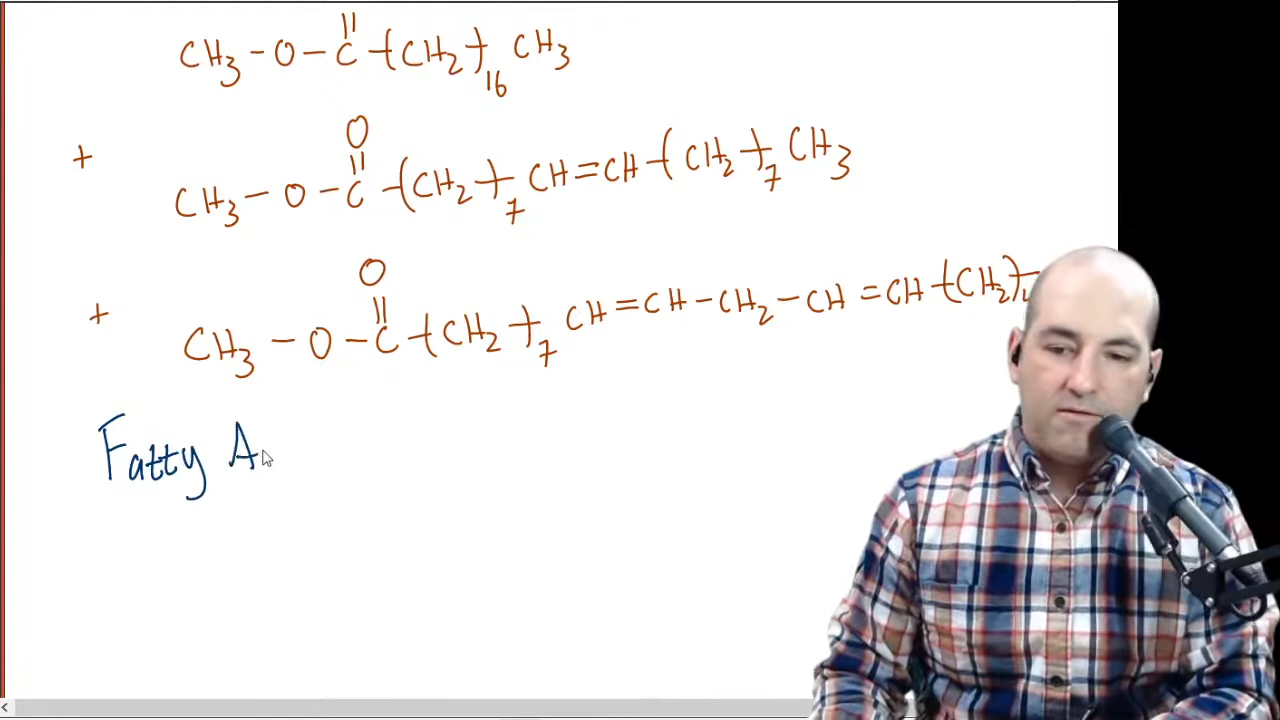 CH3-O-C-(CH2)16 CH3
O
+ CH3-O-C-(CH2)7 CH=CH-(CH2)7 CH3
O
+ CH3-O-C-(CH2)7 CH=CH-CH2-CH=CH-(CH2)
Fatty A